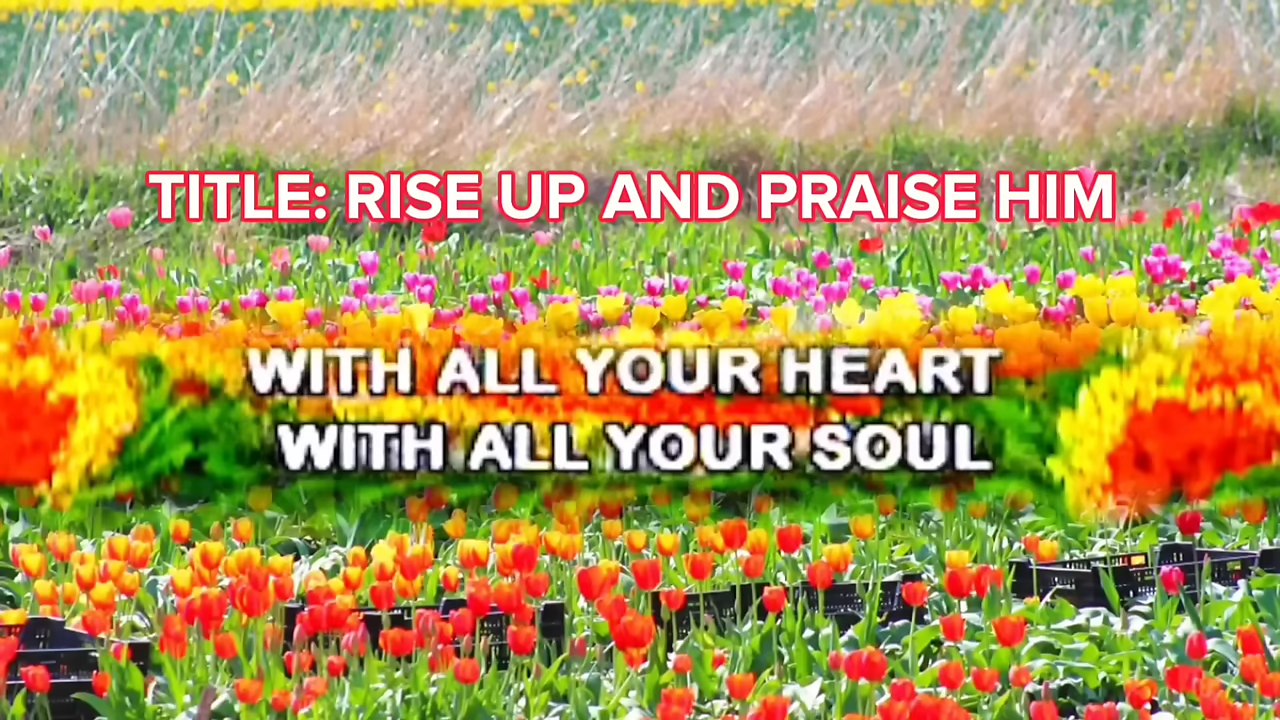 TITLE: RISE UP AND PRAISE HIM
WITH ALL YOUR HEART
WITH ALL YOUR SOUL